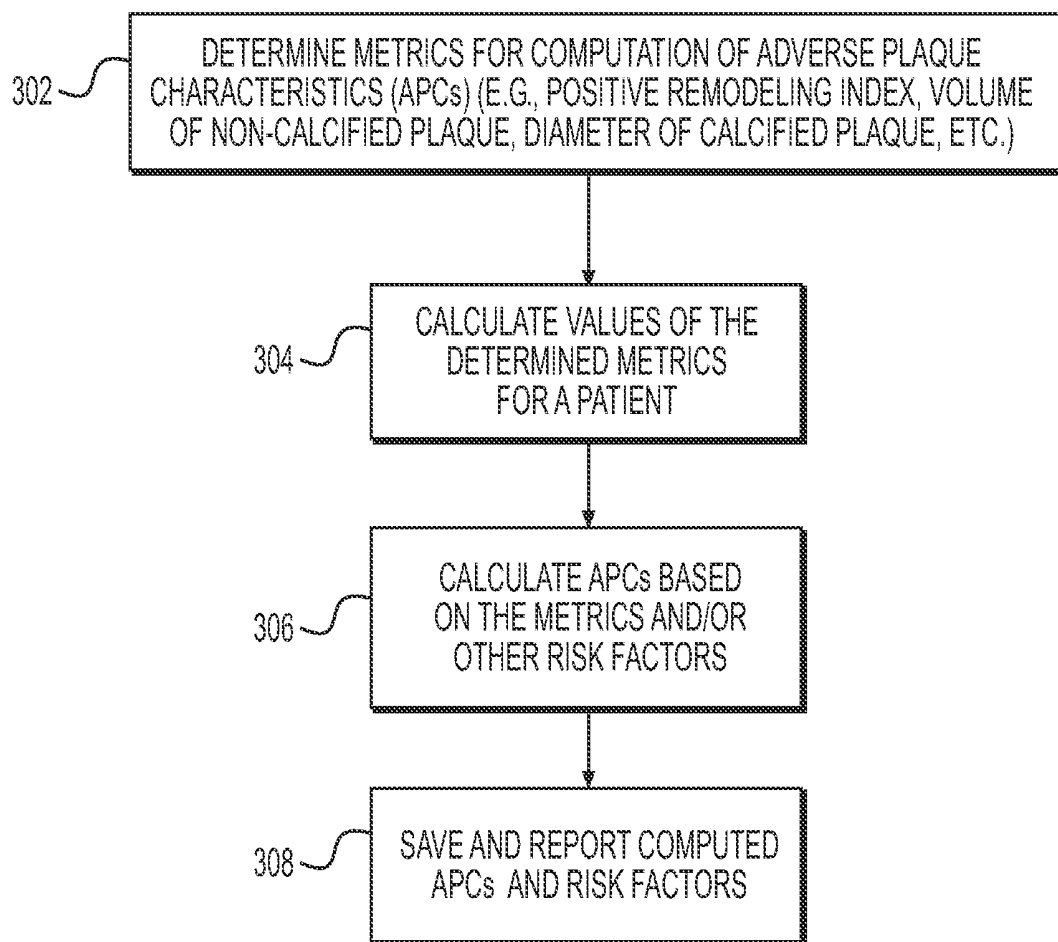 302
DETERMINE METRICS FOR COMPUTATION OF ADVERSE PLAQUE
CHARACTERISTICS (APCs) (E.G., POSITIVE REMODELING INDEX, VOLUME
OF NON-CALCIFIED PLAQUE, DIAMETER OF CALCIFIED PLAQUE, ETC.)
304
CALCULATE VALUES OF THE
DETERMINED METRICS
FOR A PATIENT
306
CALCULATE APCs BASED
ON THE METRICS AND/OR
OTHER RISK FACTORS
308
SAVE AND REPORT COMPUTED
APCs AND RISK FACTORS